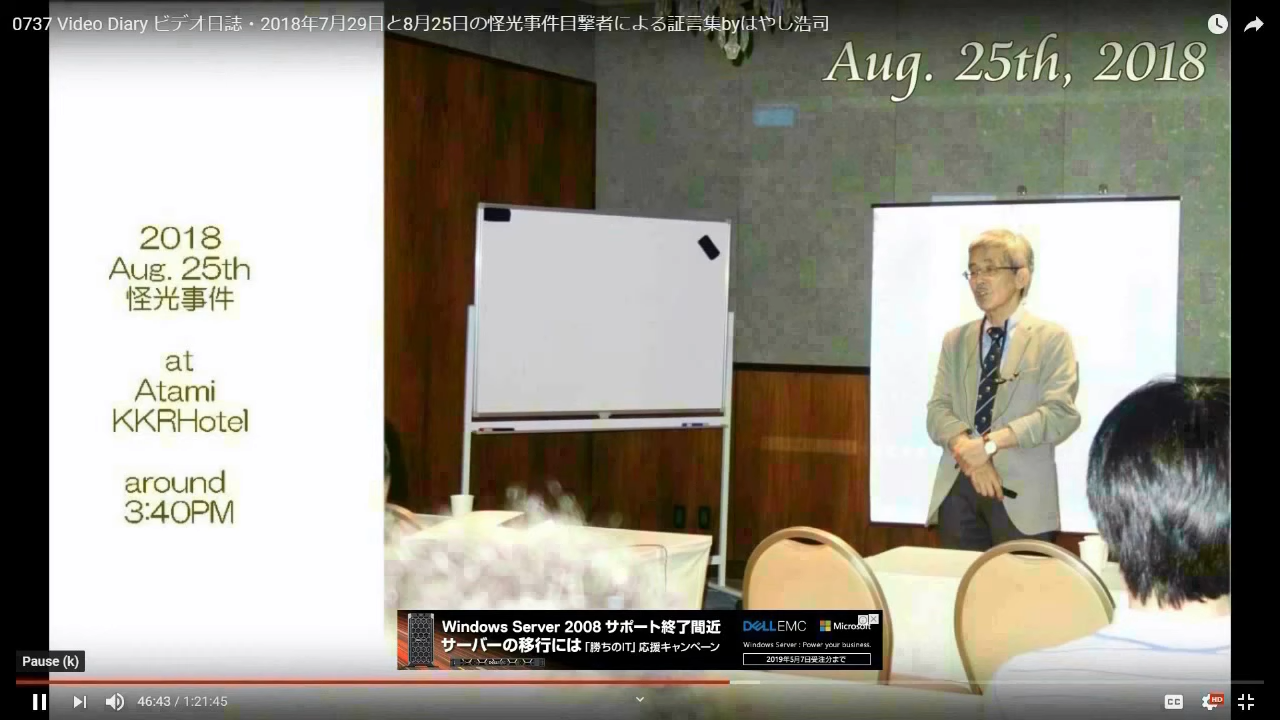 0737 Video Diary ビデオ日誌・2018年7月29日と8月25日の怪光事件目撃者による証言集byはやし浩司
Aug. 25th, 2018
2018
Aug. 25th
怪光事件
at
Atami
KKRHotel
around
3:40PM
Windows Server 2008 サポート終了間近
サーバーの移行には「勝ちのIT」応援キャンペーン
DELLEMC Microsoft
Windows Server : Power your business.
2019年5月7日受注分まで
Pause (k)
46:43 / 1:21:45
CC HD